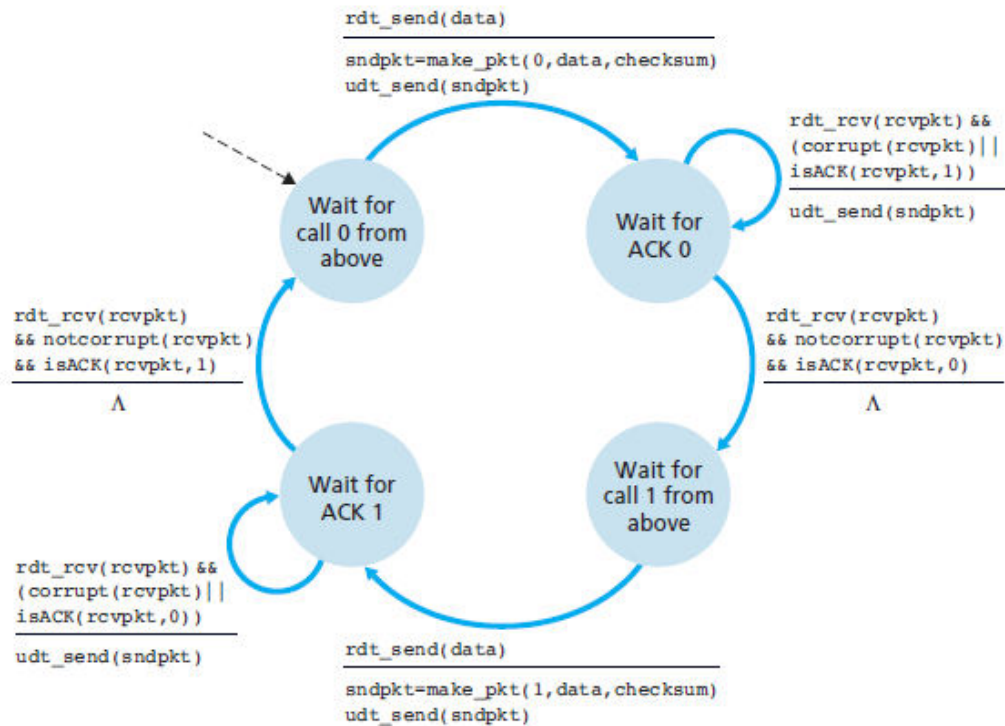 rdt_send(data)
sndpkt=make_pkt(0,data,checksum)
udt_send(sndpkt)
rdt_rcv(rcvpkt) &&
(corrupt(rcvpkt)||
isACK(rcvpkt,1))
udt_send(sndpkt)
Wait for
call 0 from
above
Wait for
ACK 0
rdt_rcv(rcvpkt)
&& notcorrupt(rcvpkt)
&& isACK(rcvpkt,1)
Λ
rdt_rcv(rcvpkt)
&& notcorrupt(rcvpkt)
&& isACK(rcvpkt,0)
Λ
Wait for
ACK 1
Wait for
call 1 from
above
rdt_rcv(rcvpkt) &&
(corrupt(rcvpkt)||
isACK(rcvpkt,0))
udt_send(sndpkt)
rdt_send(data)
sndpkt=make_pkt(1,data,checksum)
udt_send(sndpkt)